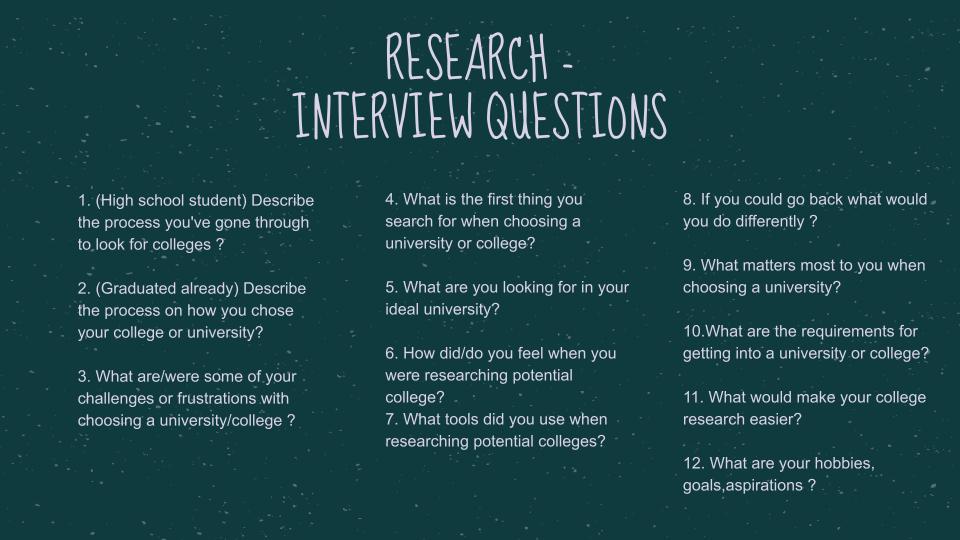 RESEARCH -
INTERVIEW QUESTIONS
1. (High school student) Describe
the process you've gone through
to look for colleges ?
2. (Graduated already) Describe
the process on how you chose
your college or university?
3. What are/were some of your
challenges or frustrations with
choosing a university/college ?
4. What is the first thing you
search for when choosing a
university or college?
5. What are you looking for in your
ideal university?
6. How did/do you feel when you
were researching potential
college?
7. What tools did you use when
researching potential colleges?
8. If you could go back what would
you do differently ?
9. What matters most to you when
choosing a university?
10.What are the requirements for
getting into a university or college?
11. What would make your college
research easier?
12. What are your hobbies,
goals,aspirations ?